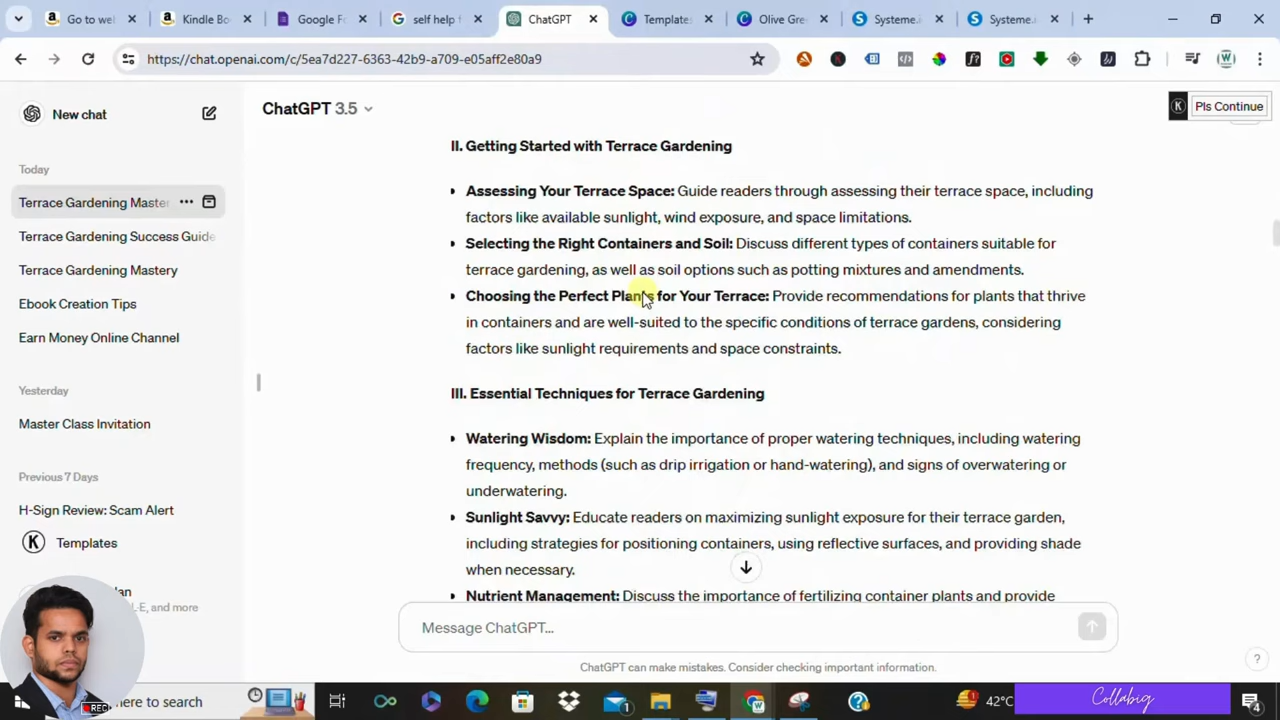 Go to wel
Kindle Bo
Google Fo
self help
ChatGPT
Templates
Olive Gre
Systeme.i
Systeme.
https://chat.openai.com/c/5ea7d227-6363-42b9-a709-e05aff2e80a9
New chat
Today
Terrace Gardening Master
Terrace Gardening Success Guide
Terrace Gardening Mastery
Ebook Creation Tips
Earn Money Online Channel
Yesterday
Master Class Invitation
Previous 7 Days
H-Sign Review: Scam Alert
K Templates
lan
L·E, and more
ChatGPT 3.5
K Pls Continue
II. Getting Started with Terrace Gardening
Assessing Your Terrace Space: Guide readers through assessing their terrace space, including
factors like available sunlight, wind exposure, and space limitations.
Selecting the Right Containers and Soil: Discuss different types of containers suitable for
terrace gardening, as well as soil options such as potting mixtures and amendments.
Choosing the Perfect Plants for Your Terrace: Provide recommendations for plants that thrive
in containers and are well-suited to the specific conditions of terrace gardens, considering
factors like sunlight requirements and space constraints.
III. Essential Techniques for Terrace Gardening
Watering Wisdom: Explain the importance of proper watering techniques, including watering
frequency, methods (such as drip irrigation or hand-watering), and signs of overwatering or
underwatering.
Sunlight Savvy: Educate readers on maximizing sunlight exposure for their terrace garden,
including strategies for positioning containers, using reflective surfaces, and providing shade
when necessary.
Nutrient Management: Discuss the importance of fertilizing container plants and provide
Message ChatGPT...
ChatGPT can make mistakes. Consider checking important information.
?
REC
here to search
1
42°C
Collabig
4